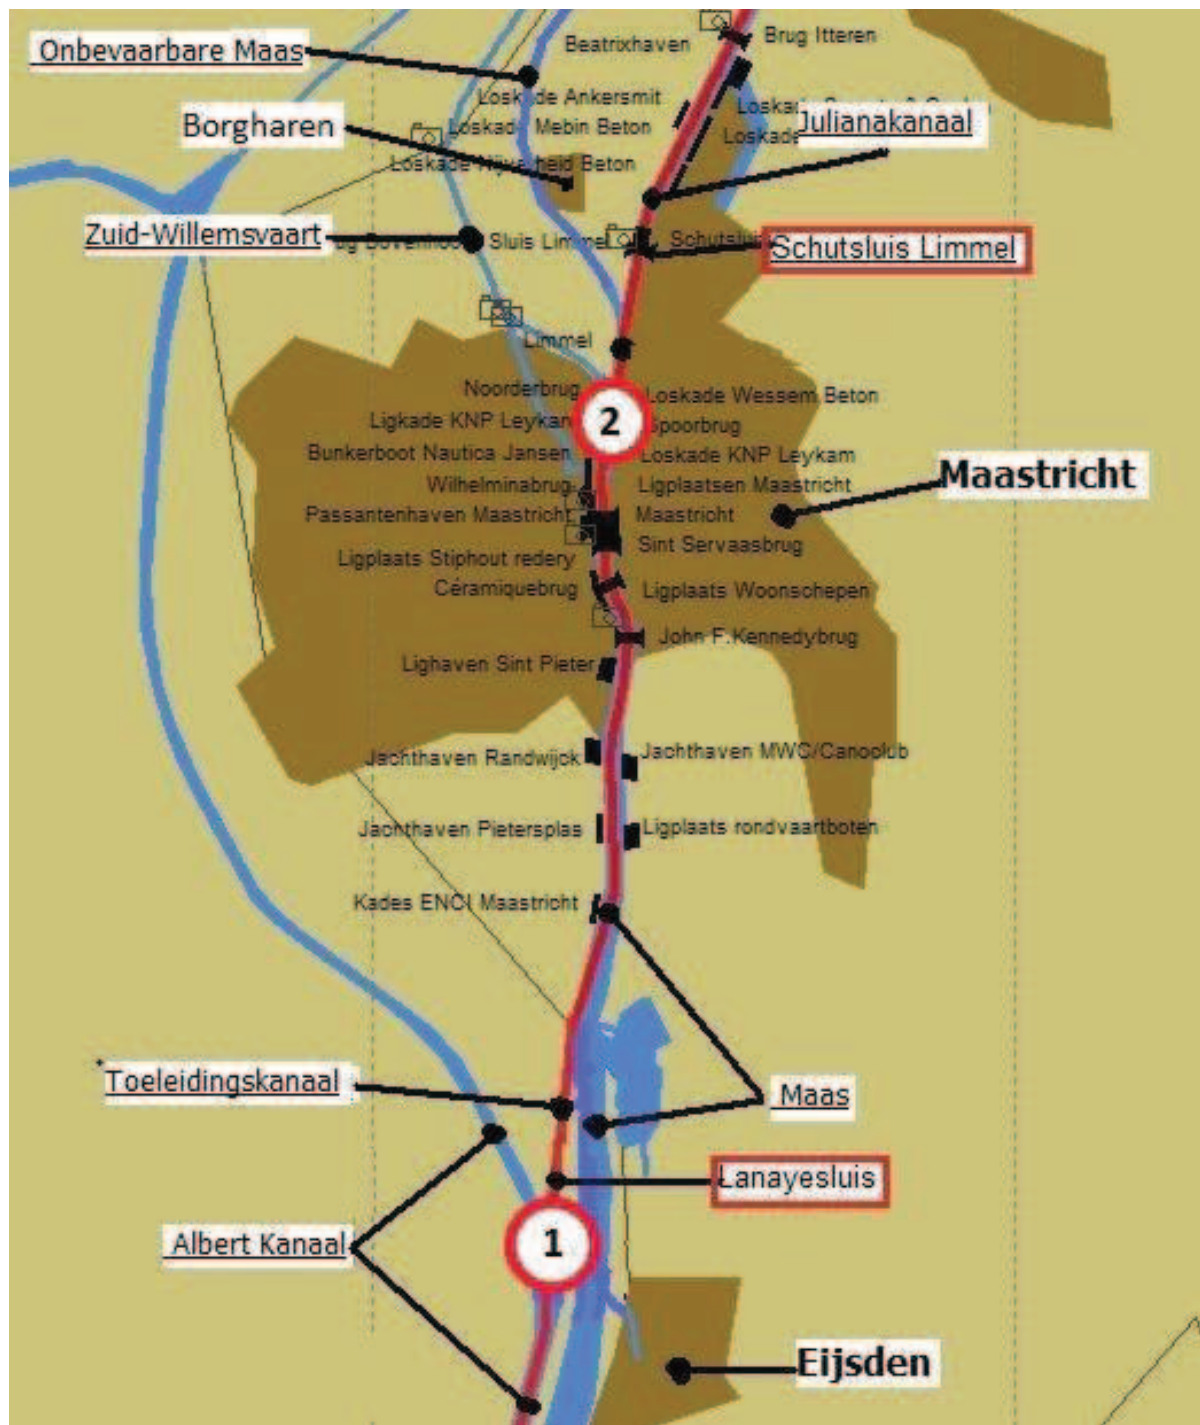 Brug Itteren
Beatrixhaven
Onbevaarbare Maas
Loskade Ankersmit
Loskade
Borgharen
Mebin Beton
Julianakanaal
Loskade
Beton
Zuid-Willemsvaart
Sluis Limmel
Schutsluis
Schutsluis Limmel
Limmel
Noorderbrug
Loskade Wessem Beton
2
Ligkade KNP Leykam
Spoorbrug
Bunkerboot Nautica Jansen
Loskade KNP Leykam
Maastricht
Wilhelminabrug
Ligplaatsen Maastricht
Passantenhaven Maastricht
Maastricht
Sint Servaasbrug
Ligplaats Stiphout redery
Céramiquebrug
Ligplaats Woonschepen
John F.Kennedybrug
Lighaven Sint Pieter
Jachthaven Randwijck
Jachthaven MWC/Canoclub
Jachthaven Pietersplas
Ligplaats rondvaartboten
Kades ENCI Maastricht
Toeleidingskanaal
Maas
Lanayesluis
Albert Kanaal
1
Eijsden